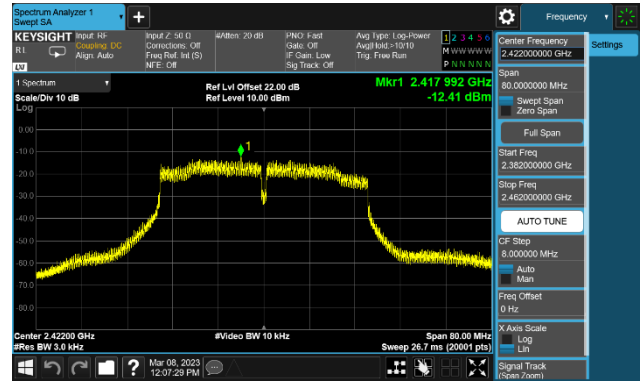 Spectrum Analyzer 1
Swept SA
+
Frequency
KEYSIGHT
R L
LXI
Input: RF
Coupling: DC
Align: Auto
Input Z: 50 Ω
Corrections: Off
Freq Ref: Int (S)
NFE: Off
#Atten: 20 dB
PNO: Fast
Gate: Off
IF Gain: Low
Sig Track: Off
Avg Type: Log-Power
Avg|Hold:>10/10
Trig: Free Run
1 2 3 4 5 6
M W W W W W
P N N N N N
1 Spectrum
Scale/Div 10 dB
Log
Ref Lvl Offset 22.00 dB
Ref Level 10.00 dBm
Mkr1 2.417 992 GHz
-12.41 dBm
1
0.00
-10.0
-20.0
-30.0
-40.0
-50.0
-60.0
-70.0
-80.0
Center 2.42200 GHz
#Res BW 3.0 kHz
#Video BW 10 kHz
Span 80.00 MHz
Sweep 26.7 ms (20001 pts)
?
Mar 08, 2023
12:07:29 PM
Center Frequency
2.422000000 GHz
Span
80.0000000 MHz
Swept Span
Zero Span
Full Span
Start Freq
2.382000000 GHz
Stop Freq
2.462000000 GHz
AUTO TUNE
CF Step
8.000000 MHz
Auto
Man
Freq Offset
0 Hz
X Axis Scale
Log
Lin
Signal Track
(Span Zoom)
Settings